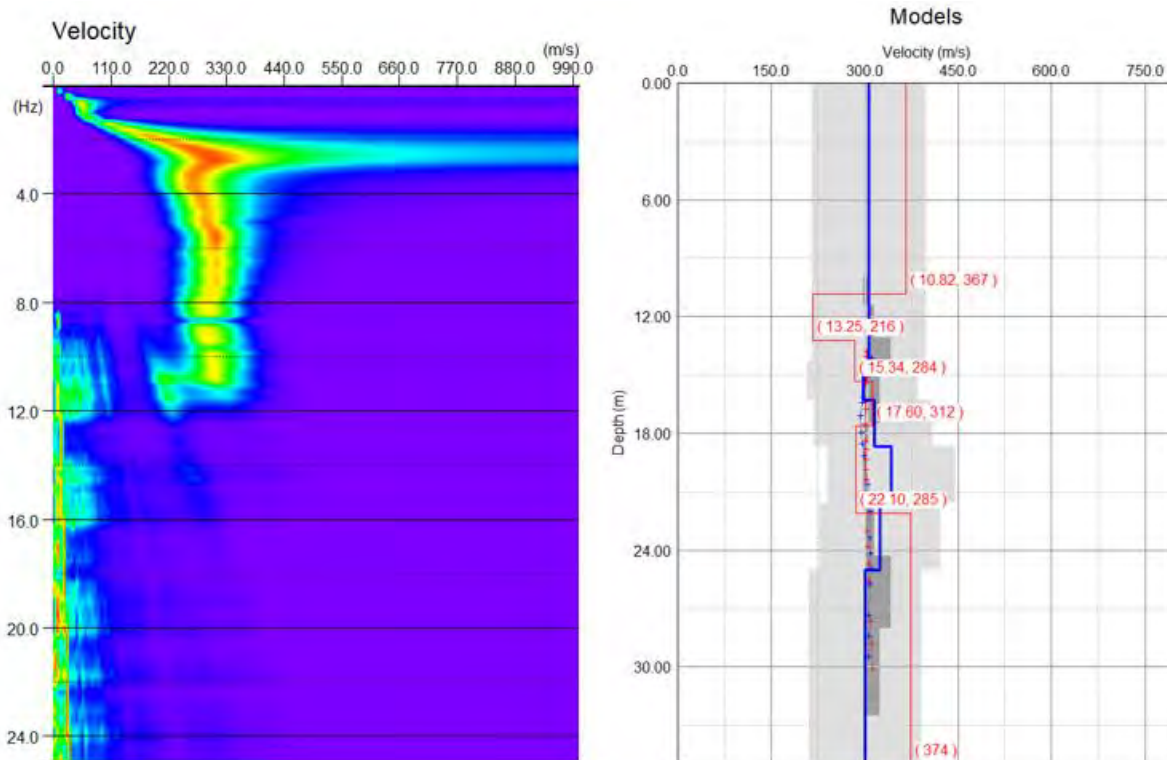 Velocity
(m/s)
0.0 110.0 220.0 330.0 440.0 550.0 660.0 770.0 880.0 990.0
(Hz)
4.0
8.0
12.0
16.0
20.0
24.0
Models
Velocity (m/s)
0.0 150.0 300.0 450.0 600.0 750.0
0.00
6.00
12.00
18.00
24.00
30.00
Depth (m)
( 10.82, 367 )
( 13.25, 216 )
( 15.34, 284 )
( 17.60, 312 )
( 22.10, 285 )
( 374 )